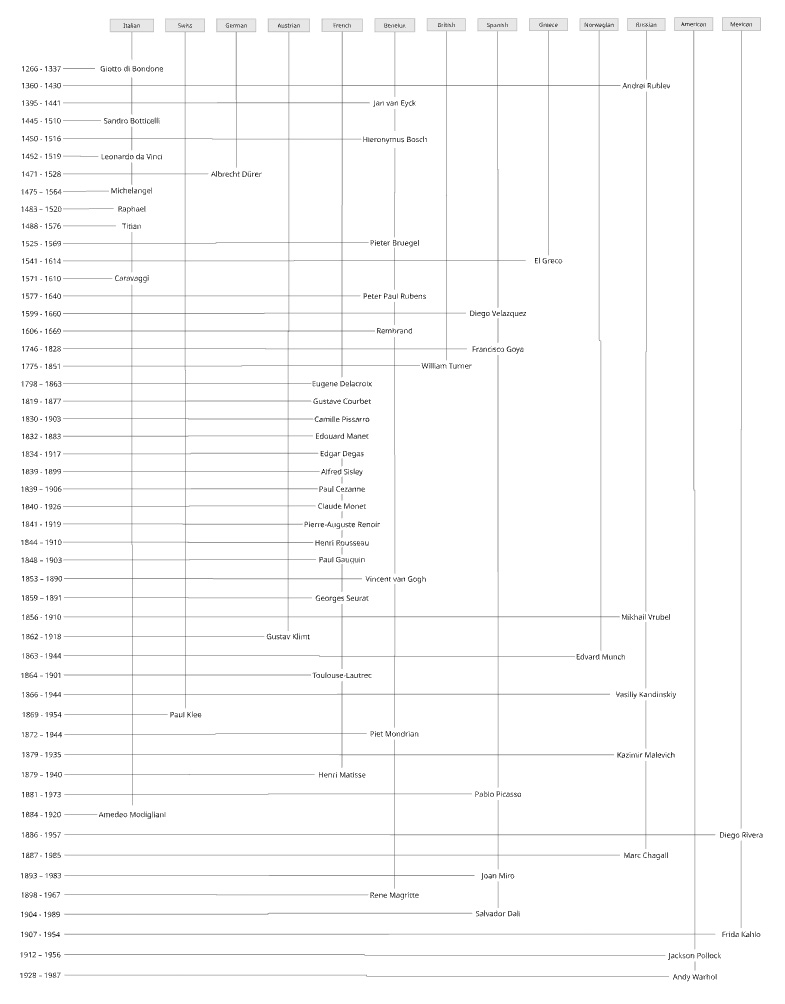 Italian Swiss German Austrian French Benelux British Spanish Greece Norwegian Russian American Mexican
1266 - 1337 Giotto di Bondone
1360 - 1430 Andrei Rublev
1395 - 1441 Jan van Eyck
1445 - 1510 Sandro Botticelli
1450 - 1516 Hieronymus Bosch
1452 - 1519 Leonardo da Vinci
1471 - 1528 Albrecht Dürer
1475 – 1564 Michelangel
1483 – 1520 Raphael
1488 - 1576 Titian
1525 - 1569 Pieter Bruegel
1541 - 1614 El Greco
1571 - 1610 Caravaggi
1577 - 1640 Peter Paul Rubens
1599 - 1660 Diego Velazquez
1606 - 1669 Rembrand
1746 - 1828 Francisco Goya
1775 - 1851 William Turner
1798 – 1863 Eugene Delacroix
1819 - 1877 Gustave Courbet
1830 - 1903 Camille Pissarro
1832 - 1883 Edouard Manet
1834 - 1917 Edgar Degas
1839 - 1899 Alfred Sisley
1839 – 1906 Paul Cezanne
1840 - 1926 Claude Monet
1841 - 1919 Pierre-Auguste Renoir
1844 – 1910 Henri Rousseau
1848 – 1903 Paul Gauguin
1853 – 1890 Vincent van Gogh
1859 – 1891 Georges Seurat
1856 - 1910 Mikhail Vrubel
1862 - 1918 Gustav Klimt
1863 - 1944 Edvard Munch
1864 - 1901 Toulouse-Lautrec
1866 - 1944 Vasiliy Kandinskiy
1869 - 1954 Paul Klee
1872 – 1944 Piet Mondrian
1879 - 1935 Kazimir Malevich
1879 – 1940 Henri Matisse
1881 - 1973 Pablo Picasso
1884 - 1920 Amedeo Modigliani
1886 - 1957 Diego Rivera
1887 - 1985 Marc Chagall
1893 – 1983 Joan Miro
1898 - 1967 Rene Magritte
1904 - 1989 Salvador Dali
1907 - 1954 Frida Kahlo
1912 – 1956 Jackson Pollock
1928 - 1987 Andy Warhol